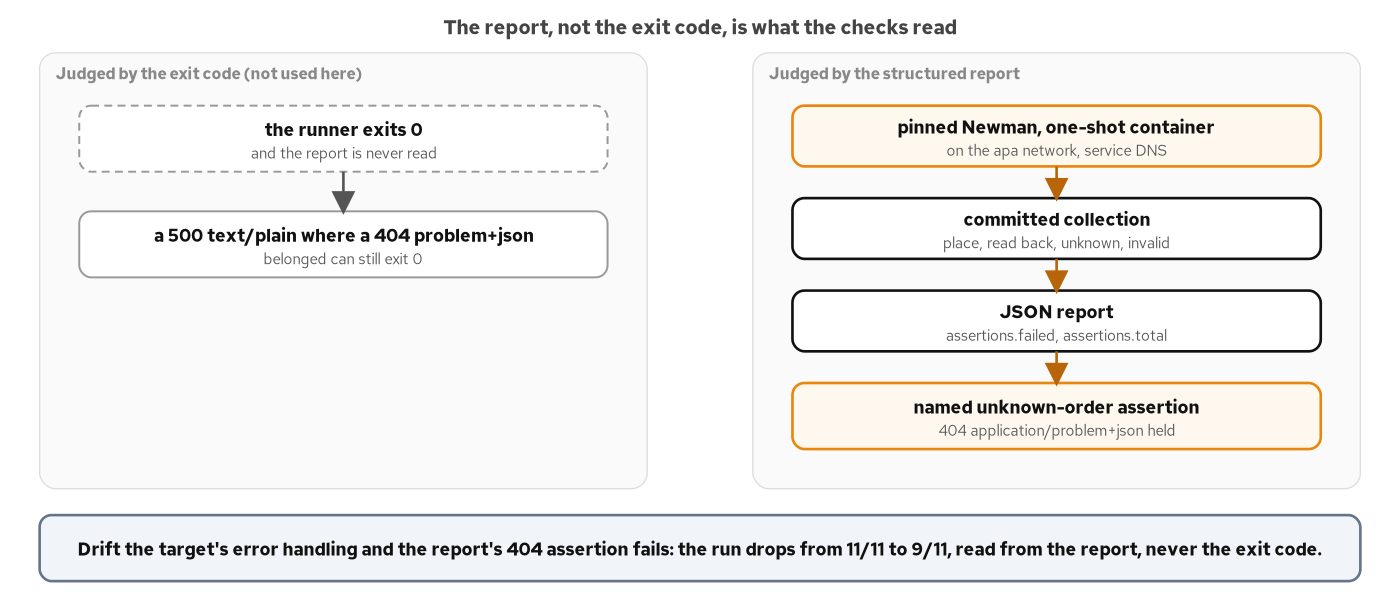 The report, not the exit code, is what the checks read
Judged by the exit code (not used here)
the runner exits 0
and the report is never read
a 500 text/plain where a 404 problem+json
belonged can still exit 0
Judged by the structured report
pinned Newman, one-shot container
on the apa network, service DNS
committed collection
place, read back, unknown, invalid
JSON report
assertions.failed, assertions.total
named unknown-order assertion
404 application/problem+json held
Drift the target's error handling and the report's 404 assertion fails: the run drops from 11/11 to 9/11, read from the report, never the exit code.